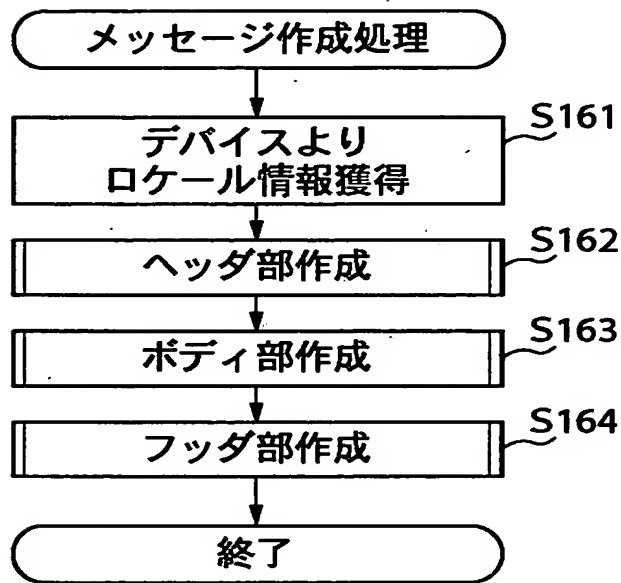 メッセージ作成処理
デバイスより
ロケール情報獲得
S161
ヘッダ部作成
S162
ボディ部作成
S163
フッダ部作成
S164
終了